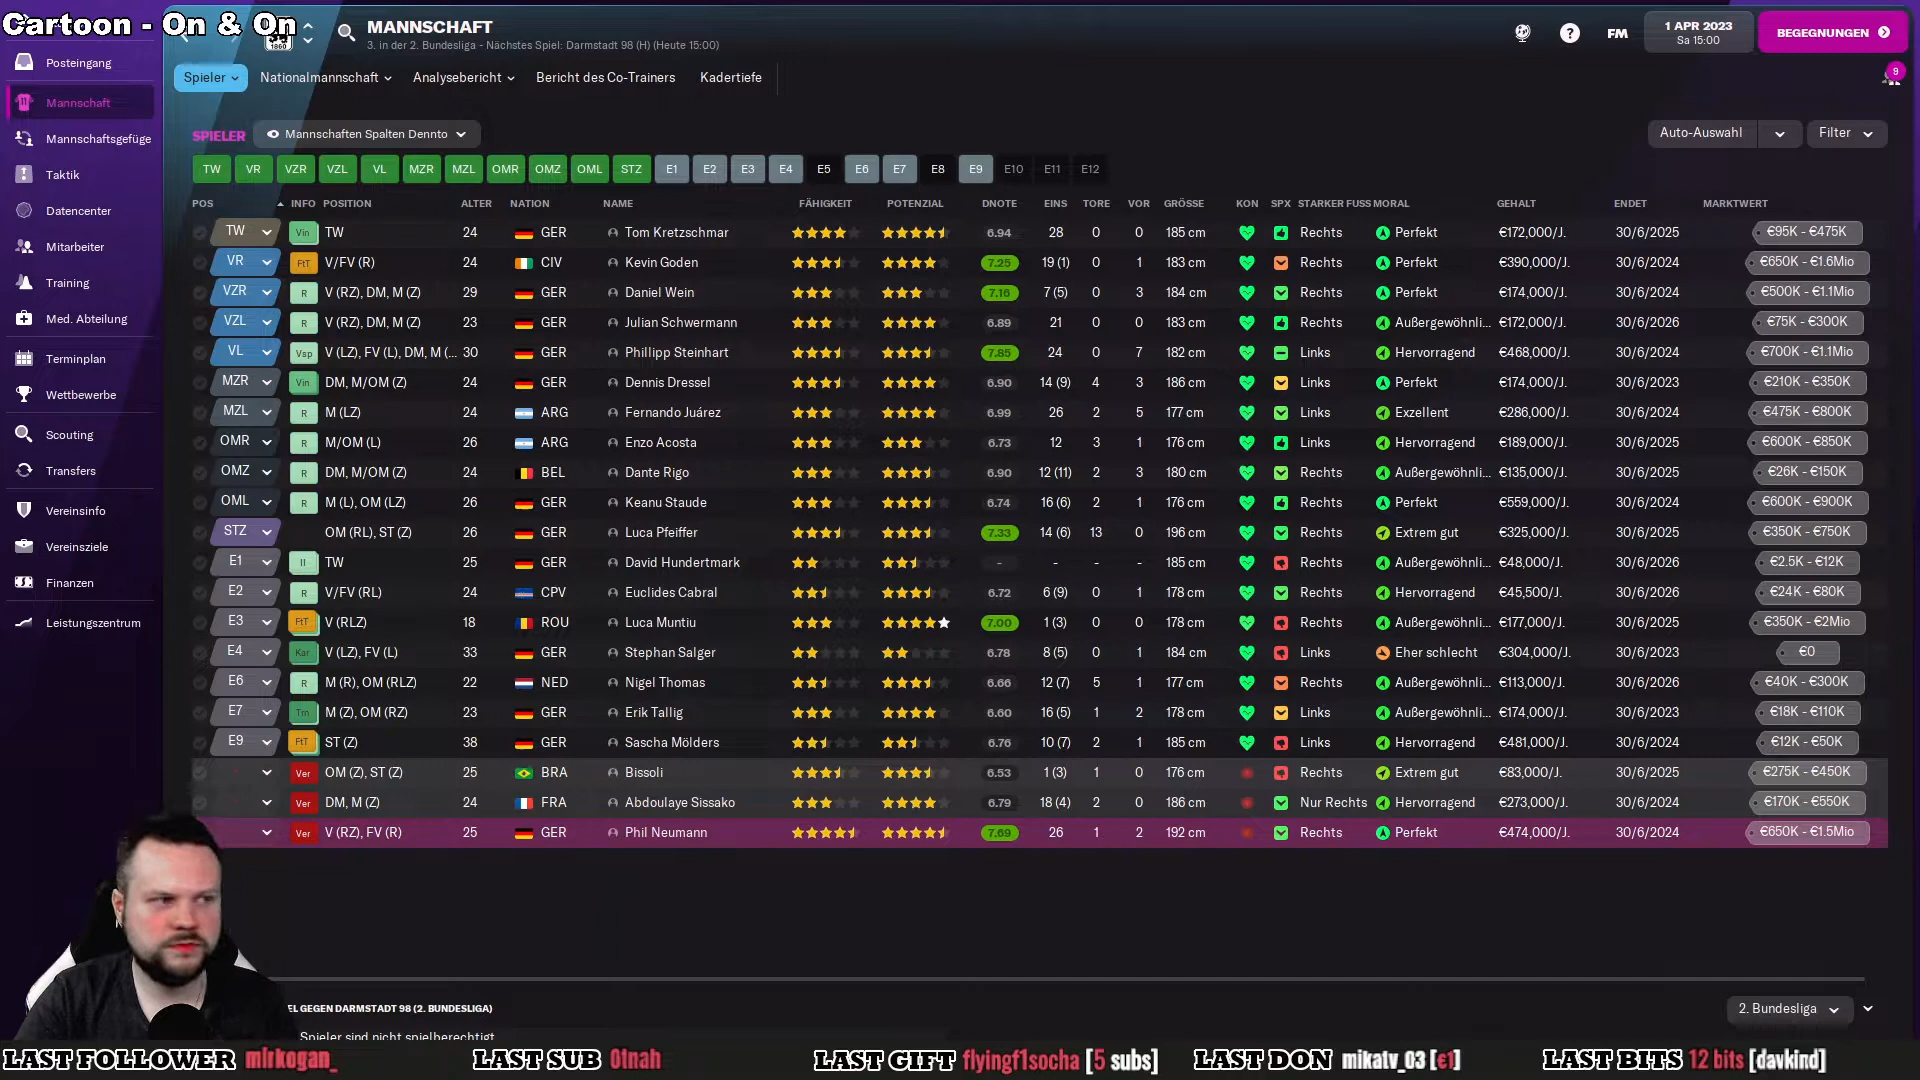 Cartoon - On & On
1860
MANNSCHAFT
3. in der 2. Bundesliga - Nächstes Spiel: Darmstadt 98 (H) (Heute 15:00)
FM
1 APR 2023
Sa 15:00
BEGEGNUNGEN
Posteingang
Mannschaft
Mannschaftsgefüge
Taktik
Datencenter
Mitarbeiter
Training
Med. Abteilung
Terminplan
Wettbewerbe
Scouting
Transfers
Vereinsinfo
Vereinsziele
Finanzen
Leistungszentrum
Spieler Nationalmannschaft Analysebericht Bericht des Co-Trainers Kadertiefe 9
SPIELER Mannschaften Spalten Dennto Auto-Auswahl Filter
TW VR VZR VZL VL MZR MZL OMR OMZ OML STZ E1 E2 E3 E4 E5 E6 E7 E8 E9 E10 E11 E12
POS INFO POSITION ALTER NATION NAME FÄHIGKEIT POTENZIAL DNOTE EINS TORE VOR GRÖSSE KON SPX STARKER FUSS MORAL GEHALT ENDET MARKTWERT
TW Vin TW 24 GER Tom Kretzschmar 6.94 28 0 0 185 cm Rechts Perfekt €172,000/J. 30/6/2025 €95K - €475K
VR FtT V/FV (R) 24 CIV Kevin Goden 7.25 19 (1) 0 1 183 cm Rechts Perfekt €390,000/J. 30/6/2024 €650K - €1.6Mio
VZR R V (RZ), DM, M (Z) 29 GER Daniel Wein 7.16 7 (5) 0 3 184 cm Rechts Perfekt €174,000/J. 30/6/2024 €500K - €1.1Mio
VZL R V (RZ), DM, M (Z) 23 GER Julian Schwermann 6.89 21 0 0 183 cm Rechts Außergewöhnli... €172,000/J. 30/6/2026 €75K - €300K
VL Vsp V (LZ), FV (L), DM, M (... 30 GER Phillipp Steinhart 7.85 24 0 7 182 cm Links Hervorragend €468,000/J. 30/6/2024 €700K - €1.1Mio
MZR Vin DM, M/OM (Z) 24 GER Dennis Dressel 6.90 14 (9) 4 3 186 cm Links Perfekt €174,000/J. 30/6/2023 €210K - €350K
MZL R M (LZ) 24 ARG Fernando Juárez 6.99 26 2 5 177 cm Links Exzellent €286,000/J. 30/6/2024 €475K - €800K
OMR R M/OM (L) 26 ARG Enzo Acosta 6.73 12 3 1 176 cm Links Hervorragend €189,000/J. 30/6/2025 €600K - €850K
OMZ R DM, M/OM (Z) 24 BEL Dante Rigo 6.90 12 (11) 2 3 180 cm Rechts Außergewöhnli... €135,000/J. 30/6/2025 €26K - €150K
OML R M (L), OM (LZ) 26 GER Keanu Staude 6.74 16 (6) 2 1 176 cm Rechts Perfekt €559,000/J. 30/6/2024 €600K - €900K
STZ OM (RL), ST (Z) 26 GER Luca Pfeiffer 7.33 14 (6) 13 0 196 cm Rechts Extrem gut €325,000/J. 30/6/2024 €350K - €750K
E1 II TW 25 GER David Hundertmark - - - - 185 cm Rechts Außergewöhnli... €48,000/J. 30/6/2026 €2.5K - €12K
E2 R V/FV (RL) 24 CPV Euclides Cabral 6.72 6 (9) 0 1 178 cm Rechts Hervorragend €45,500/J. 30/6/2026 €24K - €80K
E3 FtT V (RLZ) 18 ROU Luca Muntiu 7.00 1 (3) 0 0 178 cm Rechts Außergewöhnli... €177,000/J. 30/6/2026 €350K - €2Mio
E4 Kar V (LZ), FV (L) 33 GER Stephan Salger 6.78 8 (5) 0 1 184 cm Links Eher schlecht €304,000/J. 30/6/2023 €0
E6 R M (R), OM (RLZ) 22 NED Nigel Thomas 6.66 12 (7) 5 1 177 cm Rechts Außergewöhnli... €113,000/J. 30/6/2026 €40K - €300K
E7 Trn M (Z), OM (RZ) 23 GER Erik Tallig 6.60 16 (5) 1 2 178 cm Links Außergewöhnli... €174,000/J. 30/6/2023 €18K - €110K
E9 FtT ST (Z) 38 GER Sascha Mölders 6.76 10 (7) 2 1 185 cm Links Hervorragend €481,000/J. 30/6/2024 €12K - €50K
Ver OM (Z), ST (Z) 25 BRA Bissoli 6.53 1 (3) 1 0 176 cm Rechts Extrem gut €83,000/J. 30/6/2025 €275K - €450K
Ver DM, M (Z) 24 FRA Abdoulaye Sissako 6.79 18 (4) 2 0 186 cm Nur Rechts Hervorragend €273,000/J. 30/6/2024 €170K - €550K
Ver V (RZ), FV (R) 25 GER Phil Neumann 7.69 26 1 2 192 cm Rechts Perfekt €474,000/J. 30/6/2024 €650K - €1.5Mio
EL GEGEN DARMSTADT 98 (2. BUNDESLIGA) 2. Bundesliga
Spieler sind nicht spielberechtigt
LAST FOLLOWER mlrkogan_ LAST SUB 0tnah LAST GIFT flyingf1socha [5 subs] LAST DON mikatv_03 [€1] LAST BITS 12 bits [davkind]